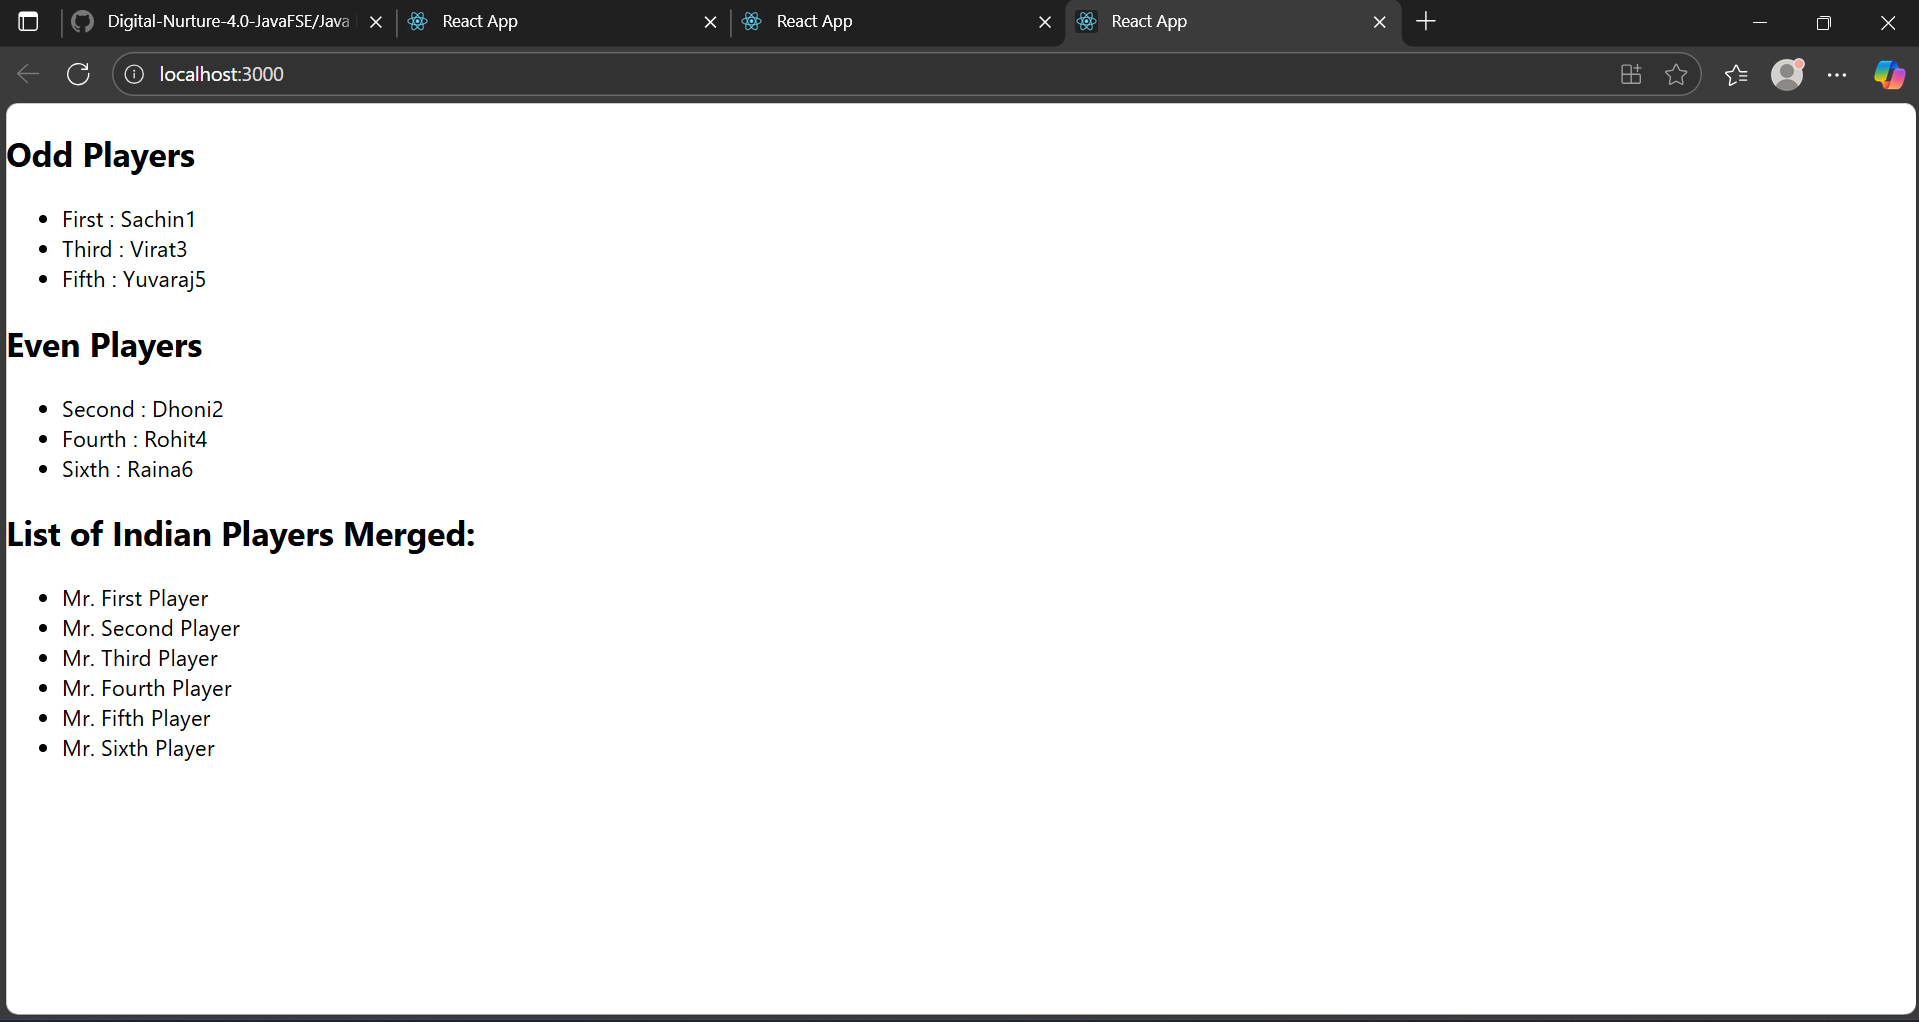 Digital-Nurture-4.0-JavaFSE/Java
React App
React App
React App
localhost:3000
Odd Players
First : Sachin1
Third : Virat3
Fifth : Yuvaraj5
Even Players
Second : Dhoni2
Fourth : Rohit4
Sixth : Raina6
List of Indian Players Merged:
Mr. First Player
Mr. Second Player
Mr. Third Player
Mr. Fourth Player
Mr. Fifth Player
Mr. Sixth Player